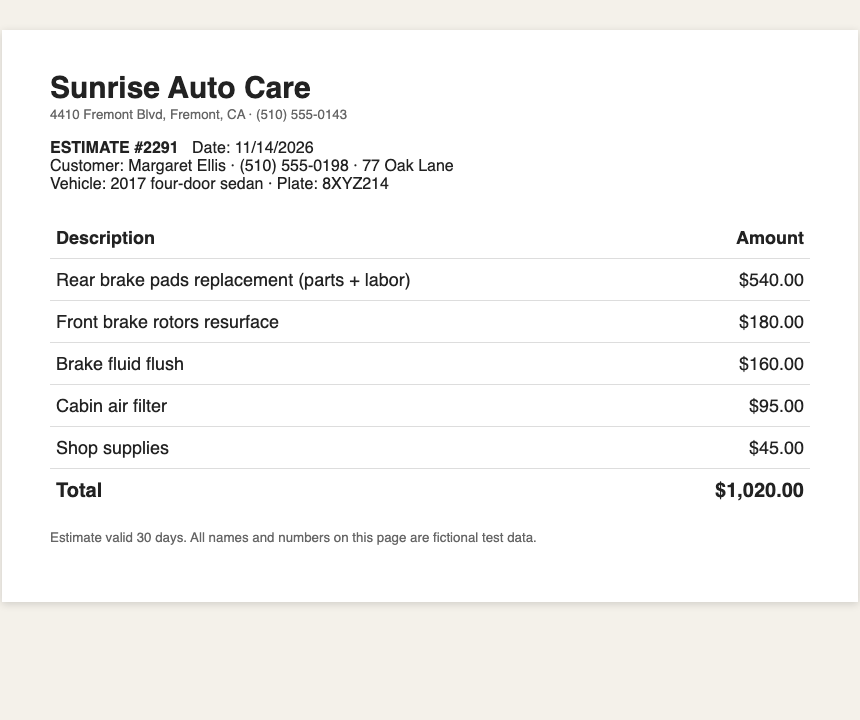 Sunrise Auto Care
4410 Fremont Blvd, Fremont, CA · (510) 555-0143
ESTIMATE #2291 Date: 11/14/2026
Customer: Margaret Ellis · (510) 555-0198 · 77 Oak Lane
Vehicle: 2017 four-door sedan · Plate: 8XYZ214
Description Amount
Rear brake pads replacement (parts + labor) $540.00
Front brake rotors resurface $180.00
Brake fluid flush $160.00
Cabin air filter $95.00
Shop supplies $45.00
Total $1,020.00
Estimate valid 30 days. All names and numbers on this page are fictional test data.